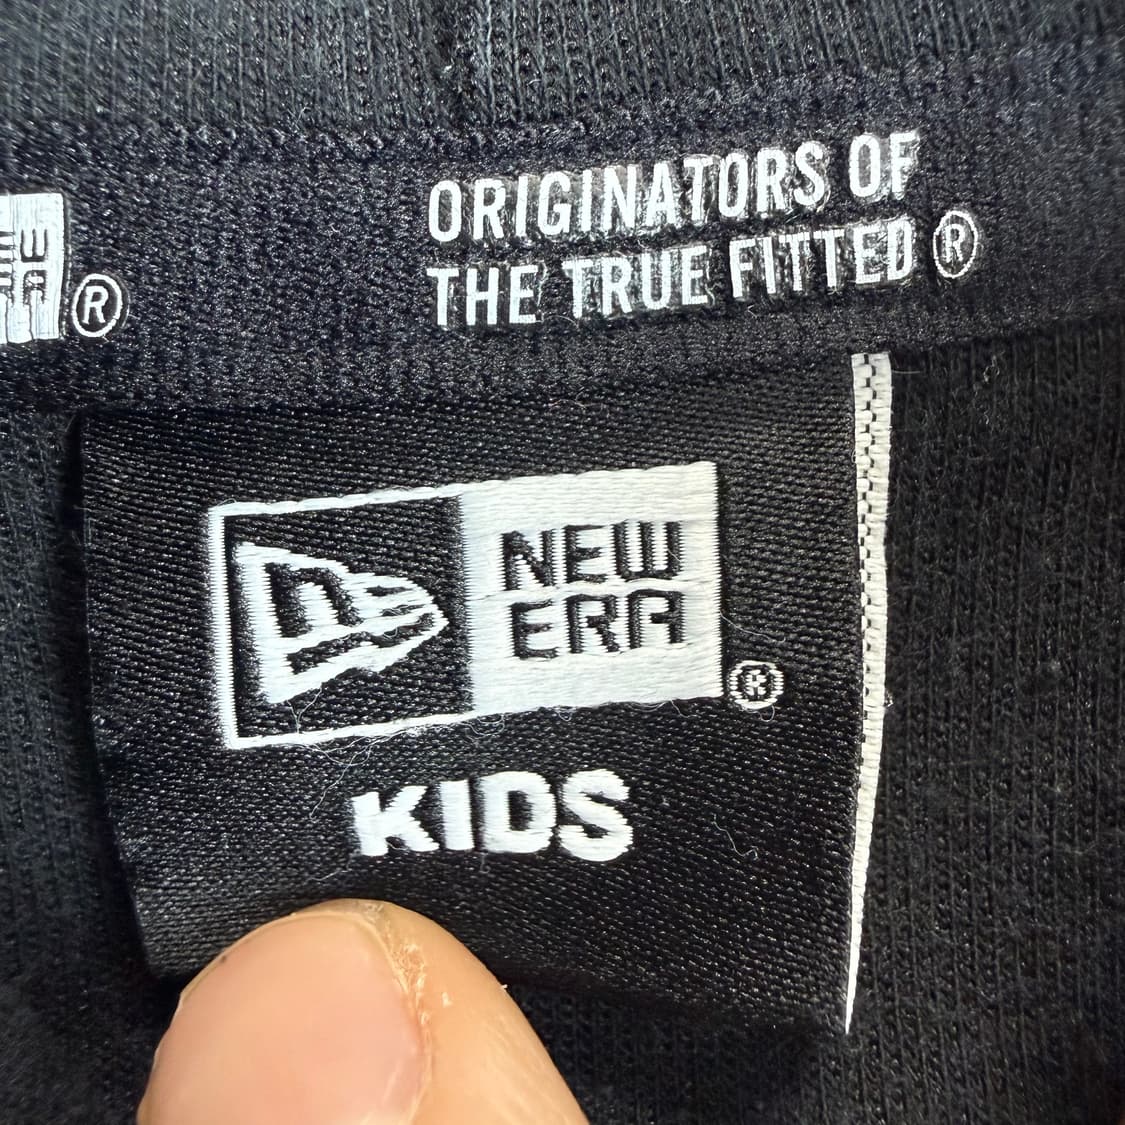 ORIGINATORS OF
THE TRUE FITTED ®
®
NEW
ERA
®
KIDS